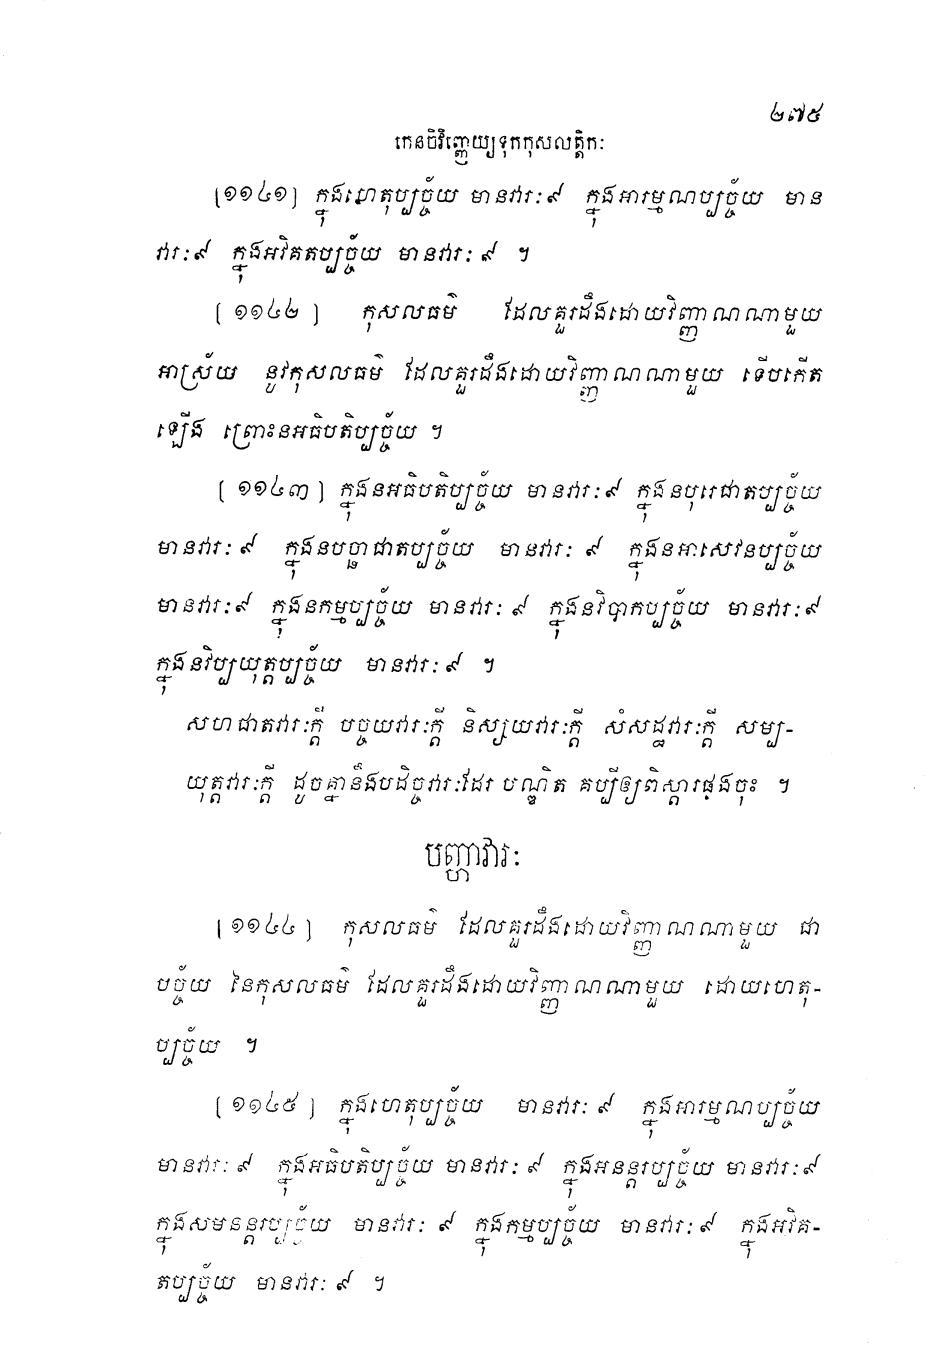 ២៧៥
កេនចិវិញ្ញេយ្យទុកកុសលត្តិកៈ
[១១៤១] ក្នុងហេតុប្បច្ច័យ មានវារៈ៩ ក្នុងអារម្មណប្បច្ច័យ មាន
វារៈ៩ ក្នុងអវិគតប្បច្ច័យ មានវារៈ ៩ ។
[ ១១៤២ ] កុសលធម៌ ដែលគួរដឹងដោយវិញ្ញាណណាមួយ
អាស្រ័យ នូវកុសលធម៌ ដែលគួរដឹងដោយវិញ្ញាណណាមួយ ទើបកើត
ឡើង ព្រោះនអធិបតិប្បច្ច័យ ។
[ ១១៤៣ ] ក្នុងនអធិបតិប្បច្ច័យ មានវារៈ៩ ក្នុងនបុរេជាតប្បច្ច័យ
មានវារៈ ៩ ក្នុងនបច្ឆាជាតប្បច្ច័យ មានវារៈ ៩ ក្នុងនអាសេវនប្បច្ច័យ
មានវារៈ៩ ក្នុងនកម្មប្បច្ច័យ មានវារៈ ៩ ក្នុងនវិបាកប្បច្ច័យ មានវារៈ៩
ក្នុងនវិប្បយុត្តប្បច្ច័យ មានវារៈ៩ ។
សហជាតវារៈក្តី បច្ចយវារៈក្តី និស្សយវារៈក្តី សំសដ្ឋវារៈក្តី សម្ប-
យុត្តវារៈក្តី ដូចគ្នានឹងបដិច្ចវារៈដែរ បណ្ឌិត គប្បីឲ្យពិស្តារផ្ងងចុះ ។
បញ្ហាវារៈ
[១១៤៤] កុសលធម៌ ដែលគួរដឹងដោយវិញ្ញាណណាមួយ ជា
បច្ច័យ នៃកុសលធម៌ ដែលគួរដឹងដោយវិញ្ញាណណាមួយ ដោយហេតុ-
ប្បច្ច័យ ។
[ ១១៤៥ ] ក្នុងហេតុប្បច្ច័យ មានវារៈ ៩ ក្នុងអារម្មណប្បច្ច័យ
មានវារៈ ៩ ក្នុងអធិបតិប្បច្ច័យ មានវារៈ ៩ ក្នុងអនន្តរប្បច្ច័យ មានវារៈ៩
ក្នុងសមនន្តរប្បច្ច័យ មានវារៈ ៩ ក្នុងកម្មប្បច្ច័យ មានវារៈ ៩ ក្នុងអវិគ-
តប្បច្ច័យ មានវារៈ ៩ ។